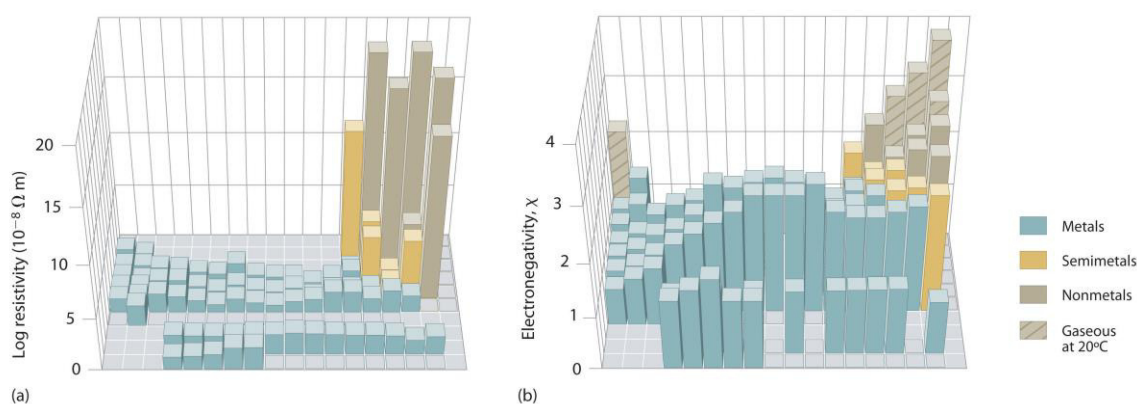 Log resistivity (10⁻⁸ Ω m)
20
15
10
5
0
(a)
Electronegativity, χ
4
3
2
1
0
(b)
Metals
Semimetals
Nonmetals
Gaseous
at 20ºC